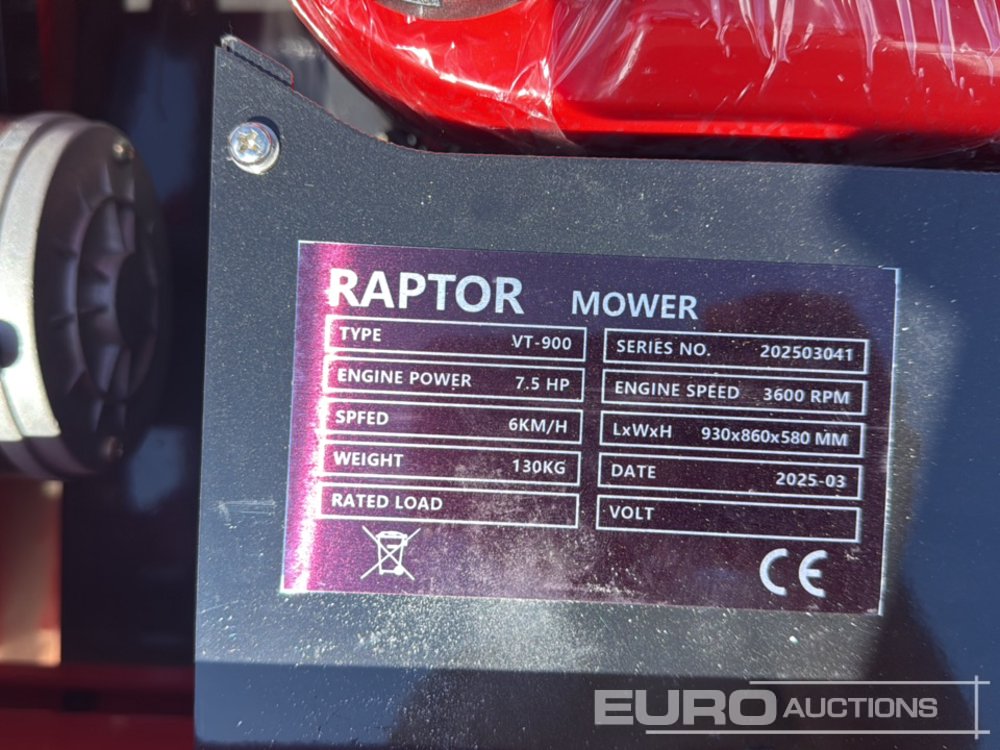 RAPTOR MOWER
TYPE VT-900
SERIES NO. 202503041
ENGINE POWER 7.5 HP
ENGINE SPEED 3600 RPM
SPFED 6KM/H
LxWxH 930x860x580 MM
WEIGHT 130KG
DATE 2025-03
RATED LOAD
VOLT
CE
EURO AUCTIONS